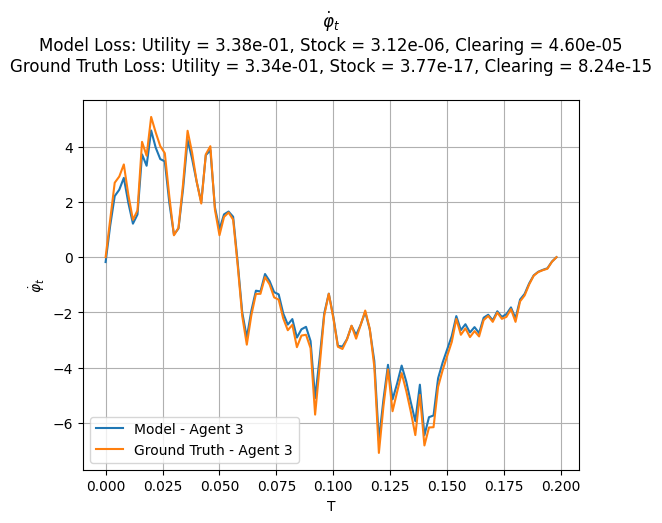 φ̇ₜ
Model Loss: Utility = 3.38e-01, Stock = 3.12e-06, Clearing = 4.60e-05
Ground Truth Loss: Utility = 3.34e-01, Stock = 3.77e-17, Clearing = 8.24e-15
4
2
0
−2
−4
−6
φ̇ₜ
Model - Agent 3
Ground Truth - Agent 3
0.000 0.025 0.050 0.075 0.100 0.125 0.150 0.175 0.200
T